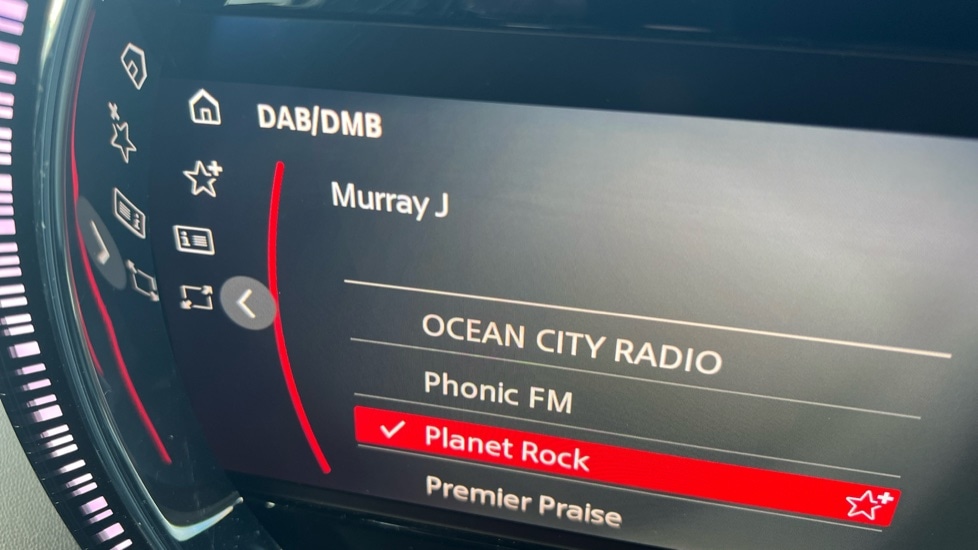 DAB/DMB
Murray J
OCEAN CITY RADIO
Phonic FM
Planet Rock
Premier Praise